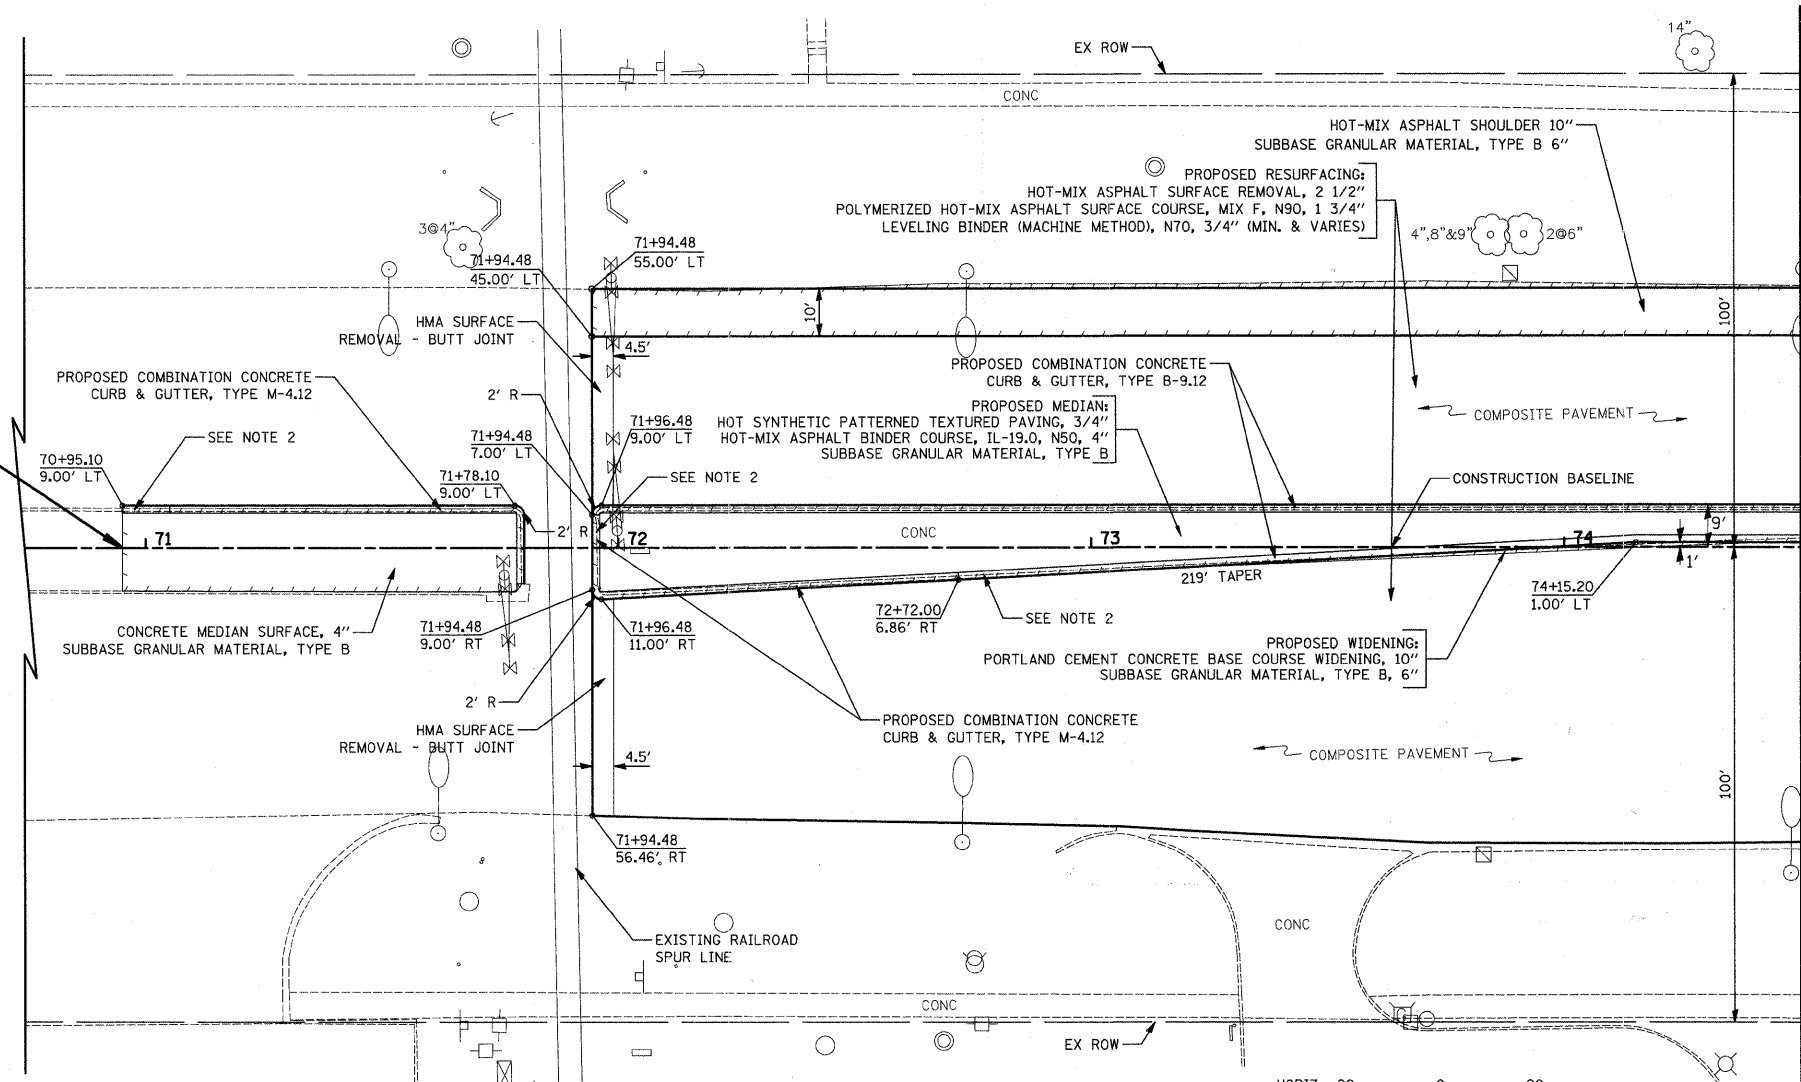 14"
EX ROW
CONC
HOT-MIX ASPHALT SHOULDER 10"
SUBBASE GRANULAR MATERIAL, TYPE B 6"
PROPOSED RESURFACING:
HOT-MIX ASPHALT SURFACE REMOVAL, 2 1/2"
POLYMERIZED HOT-MIX ASPHALT SURFACE COURSE, MIX F, N90, 1 3/4"
LEVELING BINDER (MACHINE METHOD), N70, 3/4" (MIN. & VARIES)
3@4"
4",8"&9"
2@6"
71+94.48
55.00' LT
71+94.48
45.00' LT
10'
100'
HMA SURFACE
REMOVAL - BUTT JOINT
4.5'
PROPOSED COMBINATION CONCRETE
CURB & GUTTER, TYPE B-9.12
PROPOSED COMBINATION CONCRETE
CURB & GUTTER, TYPE M-4.12
2' R
PROPOSED MEDIAN:
HOT SYNTHETIC PATTERNED TEXTURED PAVING, 3/4"
HOT-MIX ASPHALT BINDER COURSE, IL-19.0, N50, 4"
SUBBASE GRANULAR MATERIAL, TYPE B
COMPOSITE PAVEMENT
71+96.48
9.00' LT
SEE NOTE 2
71+94.48
7.00' LT
70+95.10
9.00' LT
71+78.10
9.00' LT
SEE NOTE 2
CONSTRUCTION BASELINE
71
2' R
72
CONC
73
74
9'
1'
219' TAPER
74+15.20
1.00' LT
72+72.00
6.86' RT
SEE NOTE 2
CONCRETE MEDIAN SURFACE, 4"
SUBBASE GRANULAR MATERIAL, TYPE B
71+94.48
9.00' RT
71+96.48
11.00' RT
PROPOSED WIDENING:
PORTLAND CEMENT CONCRETE BASE COURSE WIDENING, 10"
SUBBASE GRANULAR MATERIAL, TYPE B, 6"
2' R
HMA SURFACE
REMOVAL - BUTT JOINT
PROPOSED COMBINATION CONCRETE
CURB & GUTTER, TYPE M-4.12
4.5'
COMPOSITE PAVEMENT
100'
71+94.48
56.46' RT
EXISTING RAILROAD
SPUR LINE
CONC
CONC
EX ROW